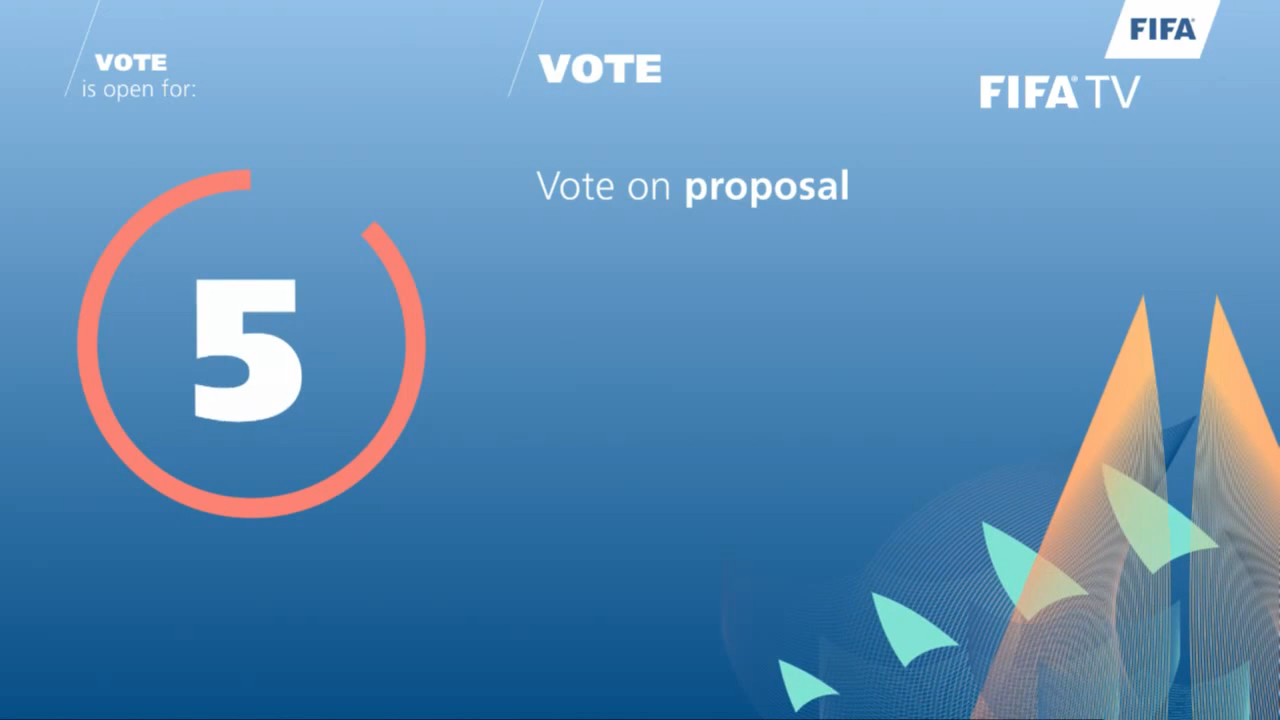 VOTE
is open for:
5
VOTE
Vote on proposal
FIFA
FIFA® TV